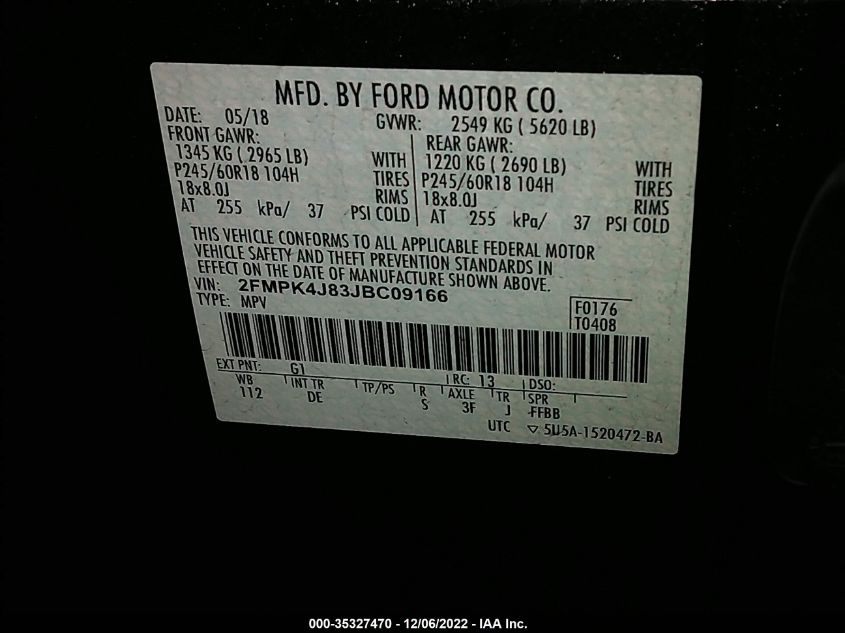 MFD. BY FORD MOTOR CO.
DATE: 05/18 GVWR: 2549 KG ( 5620 LB)
FRONT GAWR: REAR GAWR:
1345 KG ( 2965 LB) WITH 1220 KG ( 2690 LB) WITH
P245/60R18 104H TIRES P245/60R18 104H TIRES
18x8.0J RIMS 18x8.0J RIMS
AT 255 kPa/ 37 PSI COLD AT 255 kPa/ 37 PSI COLD
THIS VEHICLE CONFORMS TO ALL APPLICABLE FEDERAL MOTOR
VEHICLE SAFETY AND THEFT PREVENTION STANDARDS IN
EFFECT ON THE DATE OF MANUFACTURE SHOWN ABOVE.
VIN: 2FMPK4J83JBC09166
TYPE: MPV F0176
T0408
EXT PNT: G1 RC: 13 DSO:
WB INT TR TP/PS R AXLE TR SPR
112 DE S 3F J -FFBB
UTC ▽ 5U5A-1520472-BA
000-35327470 - 12/06/2022 - IAA Inc.